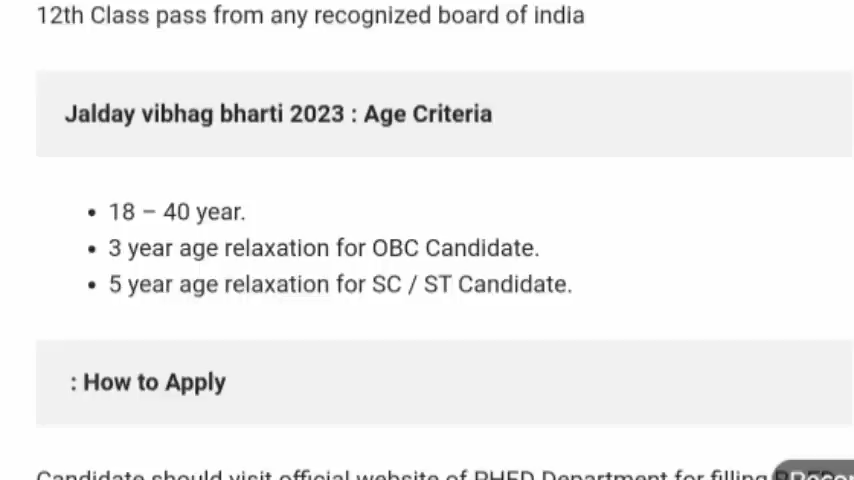 12th Class pass from any recognized board of india
Jalday vibhag bharti 2023 : Age Criteria
18 – 40 year.
3 year age relaxation for OBC Candidate.
5 year age relaxation for SC / ST Candidate.
: How to Apply
Candidate should visit official website of PHED Department for filling